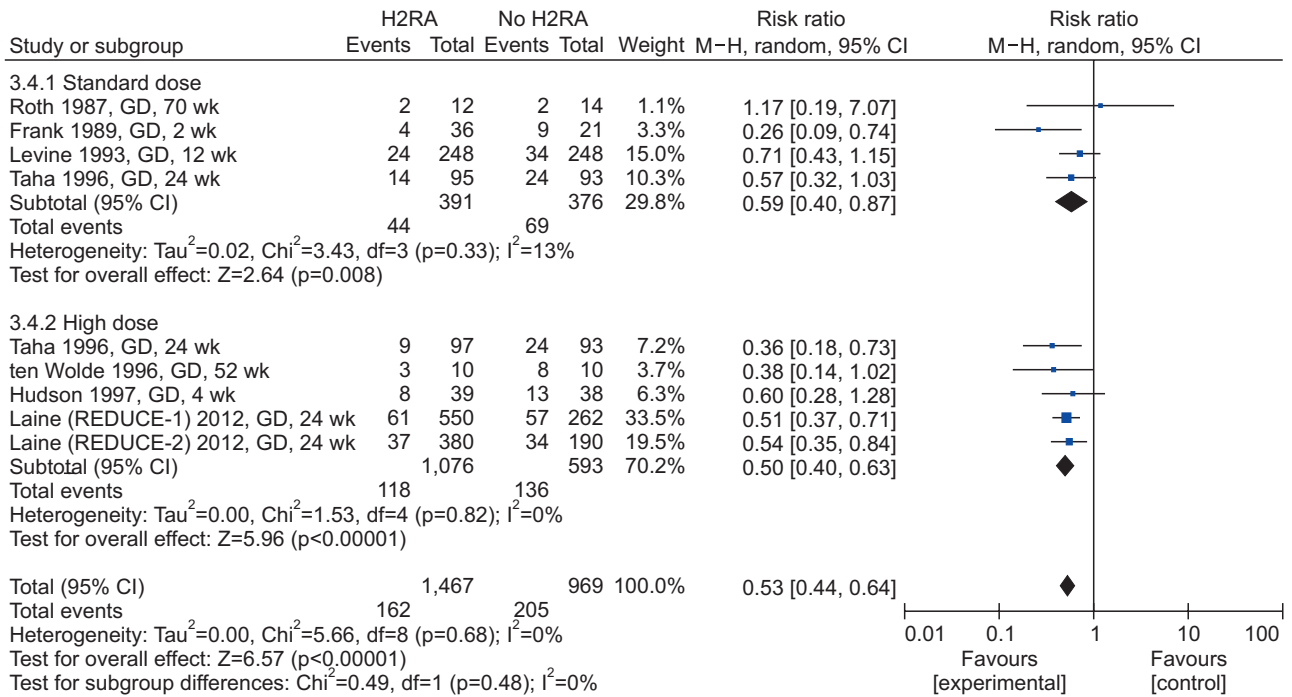 H2RA No H2RA Risk ratio Risk ratio
Study or subgroup Events Total Events Total Weight M−H, random, 95% CI M−H, random, 95% CI
3.4.1 Standard dose
Roth 1987, GD, 70 wk 2 12 2 14 1.1% 1.17 [0.19, 7.07]
Frank 1989, GD, 2 wk 4 36 9 21 3.3% 0.26 [0.09, 0.74]
Levine 1993, GD, 12 wk 24 248 34 248 15.0% 0.71 [0.43, 1.15]
Taha 1996, GD, 24 wk 14 95 24 93 10.3% 0.57 [0.32, 1.03]
Subtotal (95% CI) 391 376 29.8% 0.59 [0.40, 0.87]
Total events 44 69
Heterogeneity: Tau²=0.02, Chi²=3.43, df=3 (p=0.33); I²=13%
Test for overall effect: Z=2.64 (p=0.008)
3.4.2 High dose
Taha 1996, GD, 24 wk 9 97 24 93 7.2% 0.36 [0.18, 0.73]
ten Wolde 1996, GD, 52 wk 3 10 8 10 3.7% 0.38 [0.14, 1.02]
Hudson 1997, GD, 4 wk 8 39 13 38 6.3% 0.60 [0.28, 1.28]
Laine (REDUCE-1) 2012, GD, 24 wk 61 550 57 262 33.5% 0.51 [0.37, 0.71]
Laine (REDUCE-2) 2012, GD, 24 wk 37 380 34 190 19.5% 0.54 [0.35, 0.84]
Subtotal (95% CI) 1,076 593 70.2% 0.50 [0.40, 0.63]
Total events 118 136
Heterogeneity: Tau²=0.00, Chi²=1.53, df=4 (p=0.82); I²=0%
Test for overall effect: Z=5.96 (p<0.00001)
Total (95% CI) 1,467 969 100.0% 0.53 [0.44, 0.64]
Total events 162 205
Heterogeneity: Tau²=0.00, Chi²=5.66, df=8 (p=0.68); I²=0%
Test for overall effect: Z=6.57 (p<0.00001)
Test for subgroup differences: Chi²=0.49, df=1 (p=0.48); I²=0%
0.01 0.1 1 10 100
Favours Favours
[experimental] [control]